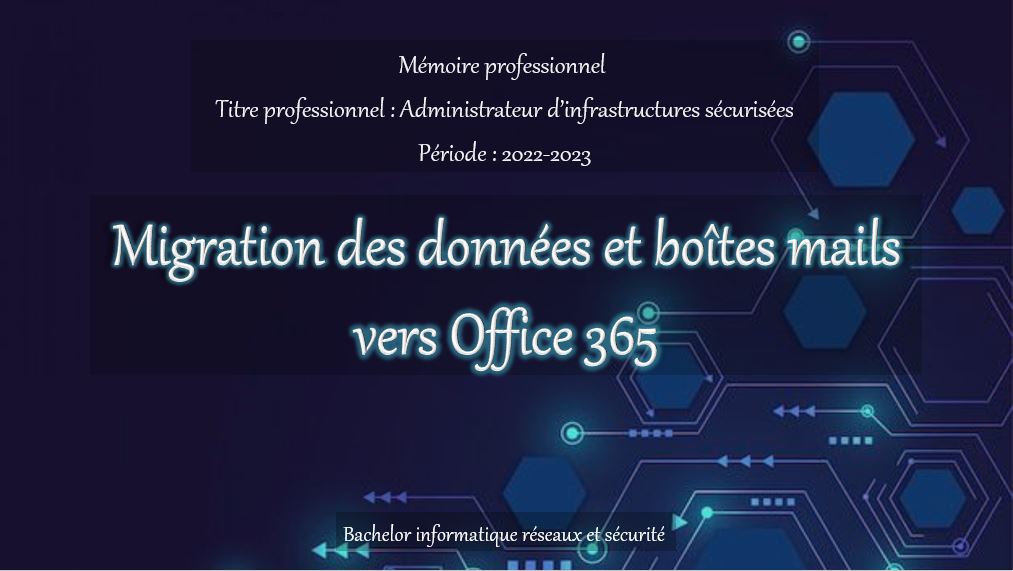 Mémoire professionnel
Titre professionnel : Administrateur d’infrastructures sécurisées
Période : 2022-2023
Migration des données et boîtes mails
vers Office 365
Bachelor informatique réseaux et sécurité